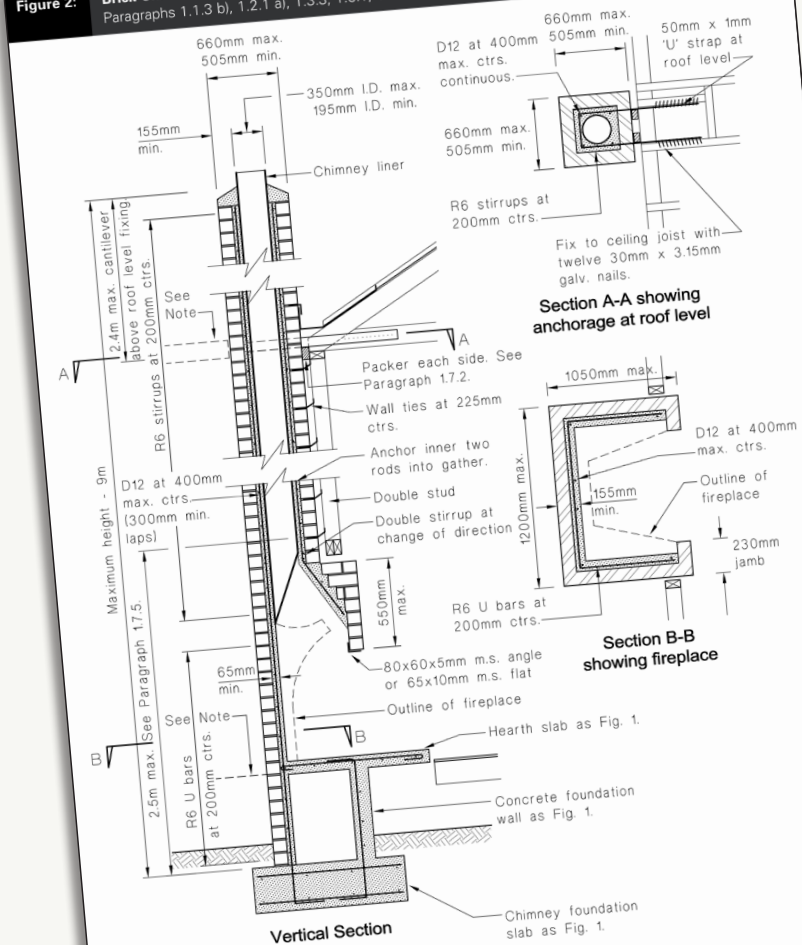 Figure 2:
Paragraphs 1.1.3 b), 1.2.1 a),
660mm max.
505mm min.
350mm I.D. max.
195mm I.D. min.
155mm
min.
Chimney liner
2.4m max. cantilever
above roof level fixing.
R6 stirrups at 200mm ctrs.
See
Note
A
A
Packer each side. See
Paragraph 1.7.2.
Wall ties at 225mm
ctrs.
Anchor inner two
rods into gather.
D12 at 400mm
max. ctrs.
(300mm min.
laps)
Double stud
Double stirrup at
change of direction
Maximum height - 9m
550mm
max.
80x60x5mm m.s. angle
or 65x10mm m.s. flat
65mm
min.
Outline of fireplace
See Note
B
B
2.5m max. See Paragraph 1.7.5.
R6 U bars
at 200mm ctrs.
Hearth slab as Fig. 1.
Concrete foundation
wall as Fig. 1.
Chimney foundation
slab as Fig. 1.
Vertical Section
660mm max.
505mm min.
50mm x 1mm
'U' strap at
roof level
D12 at 400mm
max. ctrs.
continuous.
660mm max.
505mm min.
R6 stirrups at
200mm ctrs.
Fix to ceiling joist with
twelve 30mm x 3.15mm
galv. nails.
Section A-A showing
anchorage at roof level
1050mm max.
1200mm max.
155mm
min.
D12 at 400mm
max. ctrs.
Outline of
fireplace
230mm
jamb
R6 U bars at
200mm ctrs.
Section B-B
showing fireplace